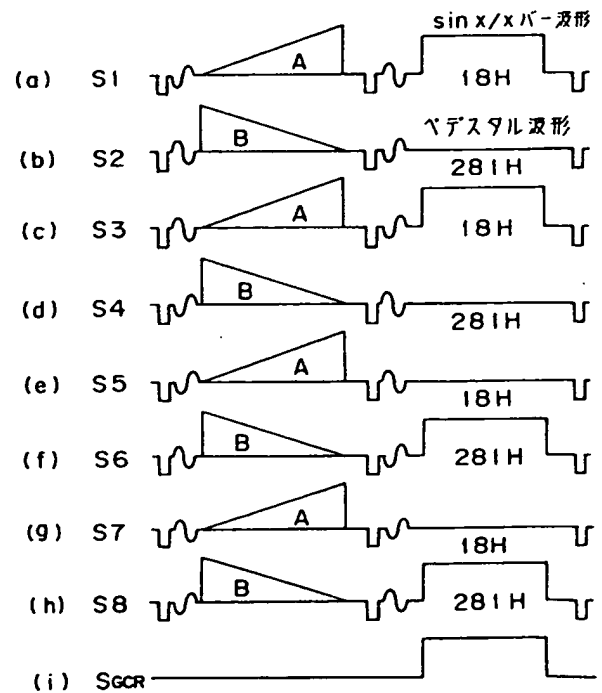 sin x/x バー波形
(a) S1 A 18H
ペデスタル波形
(b) S2 B 281H
(c) S3 A 18H
(d) S4 B 281H
(e) S5 A 18H
(f) S6 B 281H
(g) S7 A 18H
(h) S8 B 281H
(i) SGCR